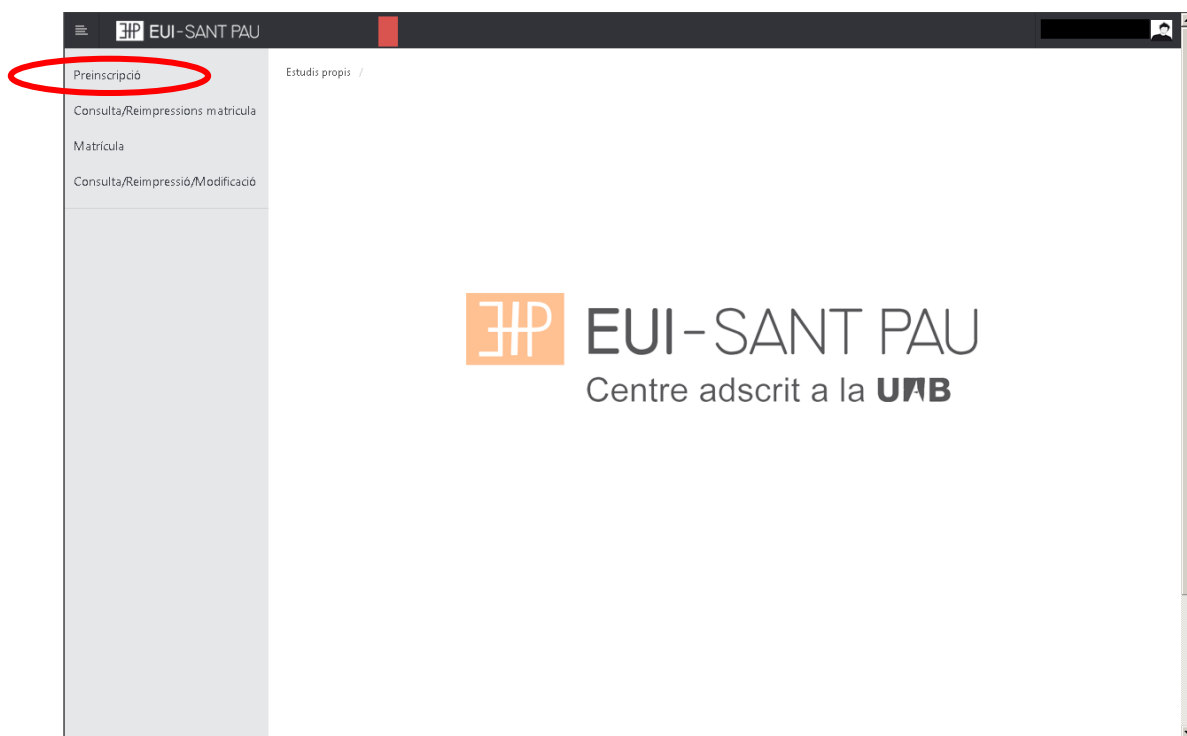 EUI-SANT PAU
Preinscripció
Estudis propis /
Consulta/Reimpressions matricula
Matrícula
Consulta/Reimpressió/Modificació
EUI-SANT PAU
Centre adscrit a la UAB